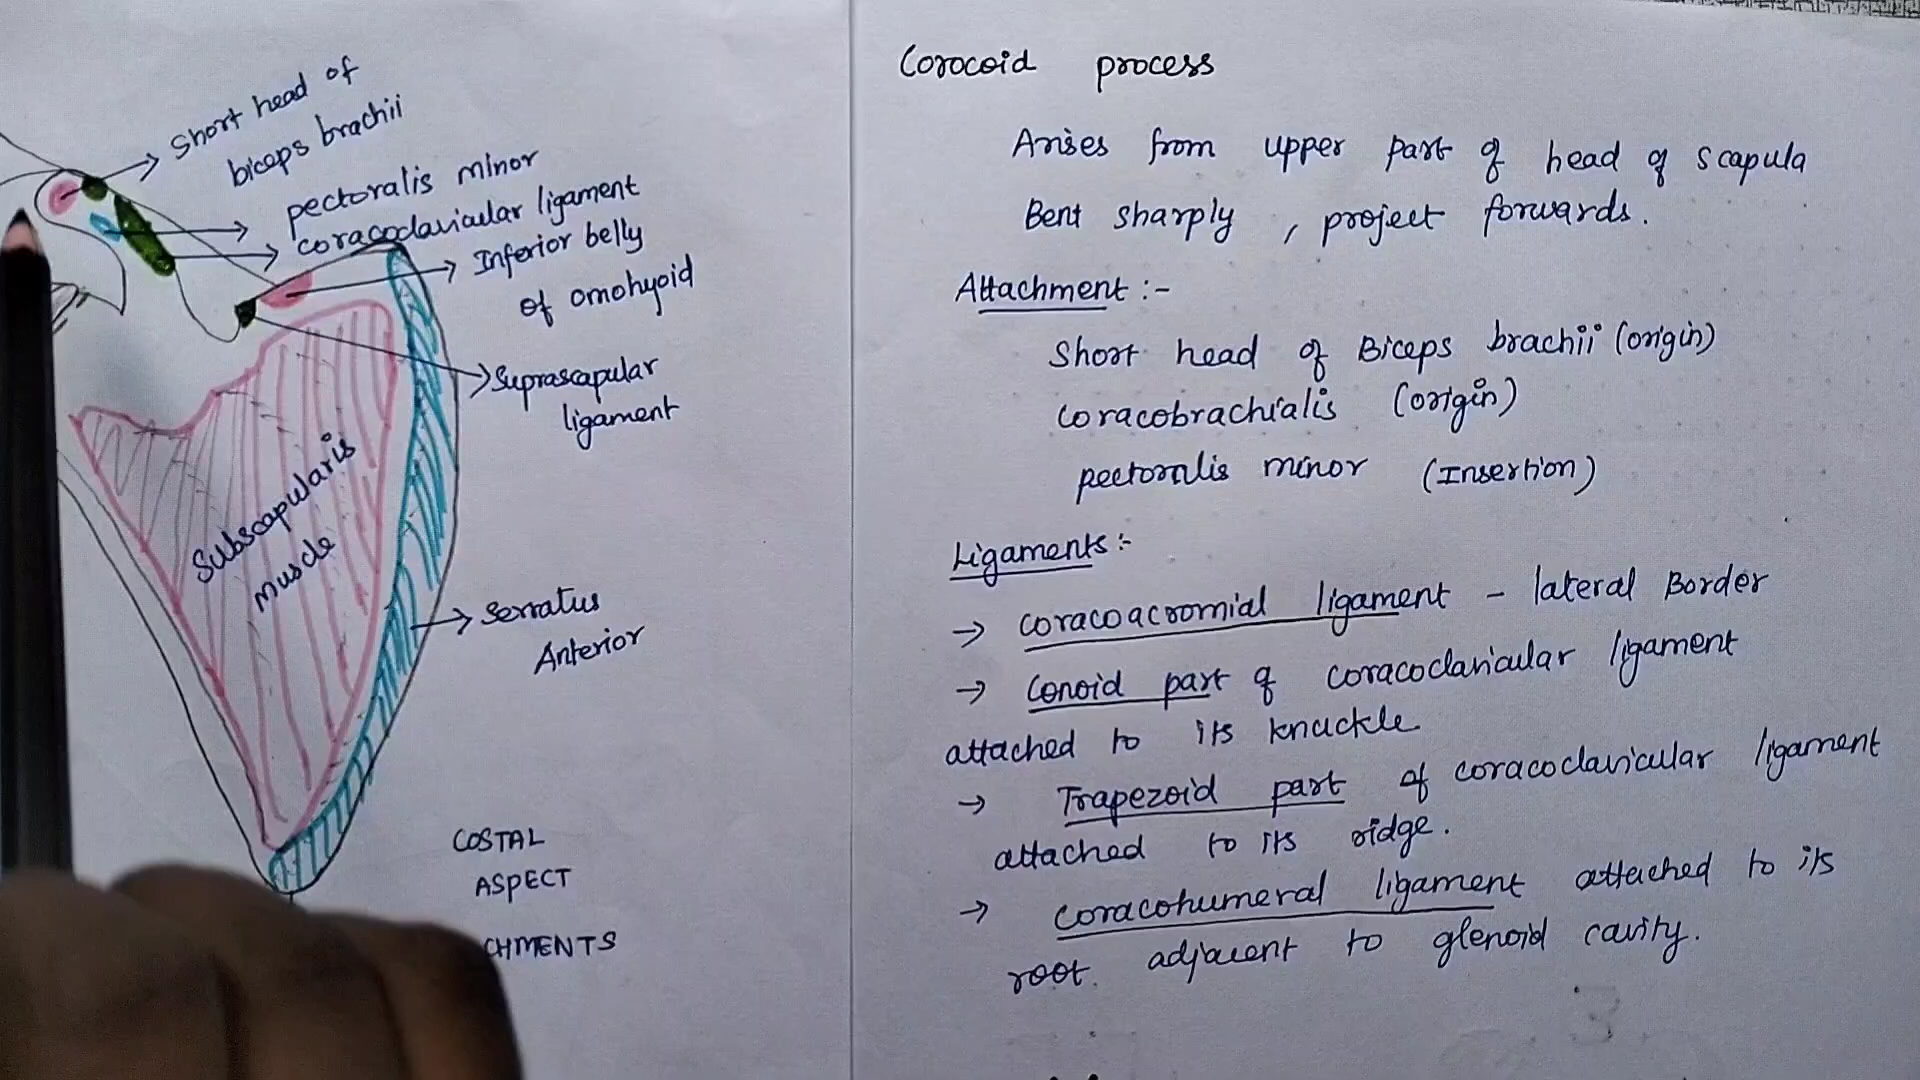 Short head of
biceps brachii
pectoralis minor
coracoclavicular ligament
Inferior belly
of omohyoid
Suprascapular
ligament
Subscapularis
muscle
Serratus
Anterior
COSTAL
ASPECT
CHMENTS
Corocoid process
Arises from upper part of head of scapula
Bent sharply, project forwards.
Attachment :-
Short head of Biceps brachii (origin)
coracobrachialis (origin)
pectoralis minor (Insertion)
Ligaments :-
→ coracoacromial ligament - lateral Border
→ conoid part of coracoclavicular ligament
attached to its knuckle
→ Trapezoid part of coracoclavicular ligament
attached to its ridge.
→ coracohumeral ligament attached to its
root. adjacent to glenoid cavity.